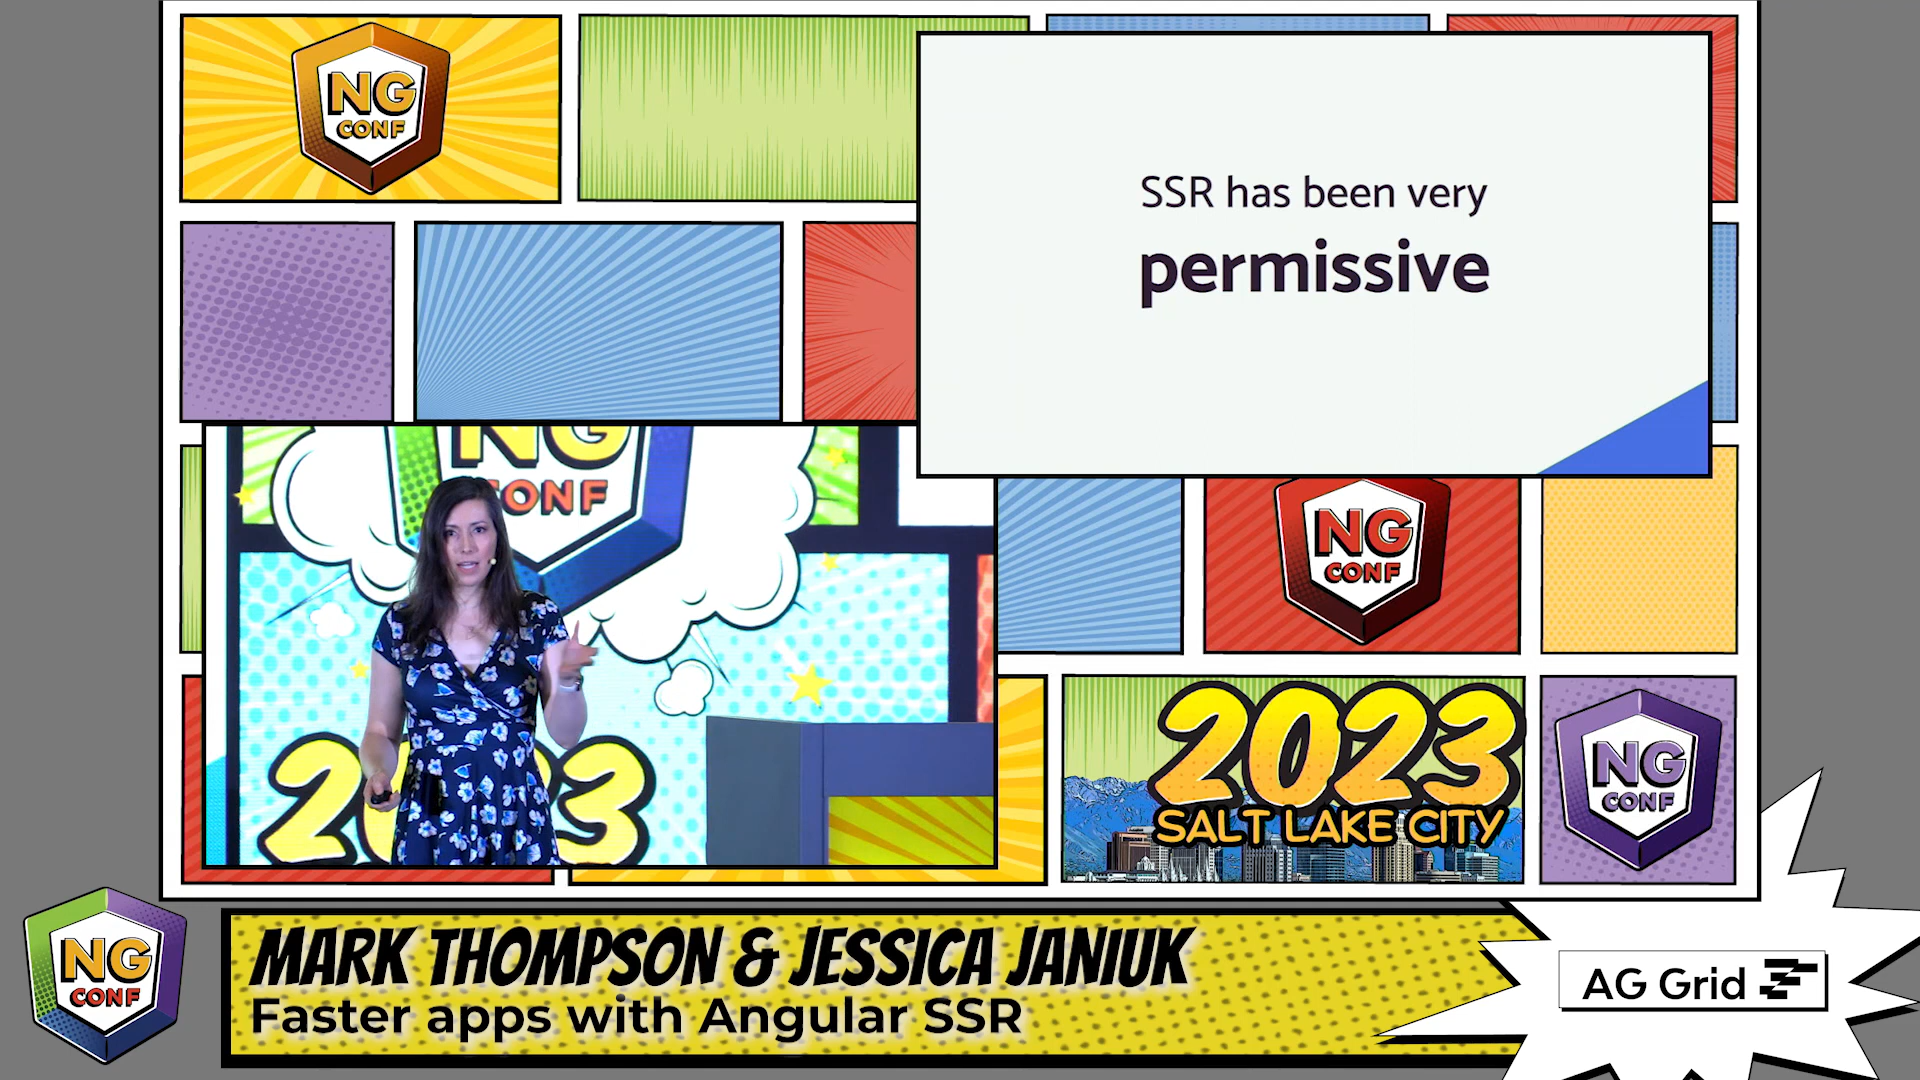 NG
CONF
SSR has been very
permissive
NG
CONF
2023
NG
CONF
2023
SALT LAKE CITY
NG
CONF
NG
CONF
MARK THOMPSON & JESSICA JANIUK
Faster apps with Angular SSR
AG Grid